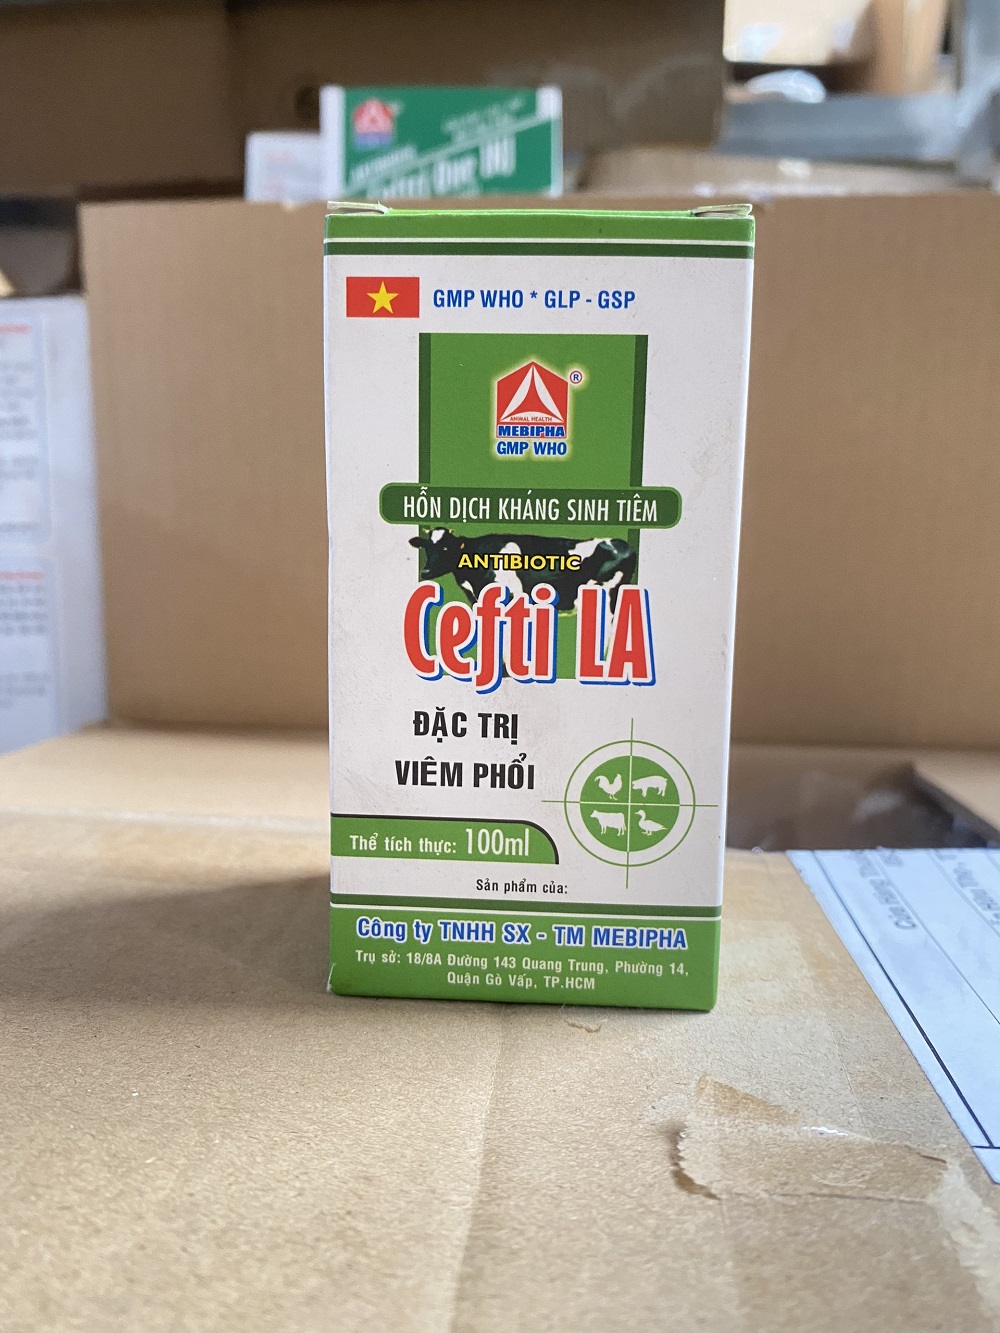 GMP WHO * GLP - GSP
®
ANIMAL HEALTH
MEBIPHA
GMP WHO
HỖN DỊCH KHÁNG SINH TIÊM
ANTIBIOTIC
Cefti LA
ĐẶC TRỊ
VIÊM PHỔI
Thể tích thực: 100ml
Sản phẩm của:
Công ty TNHH SX - TM MEBIPHA
Trụ sở: 18/8A Đường 143 Quang Trung, Phường 14,
Quận Gò Vấp, TP.HCM